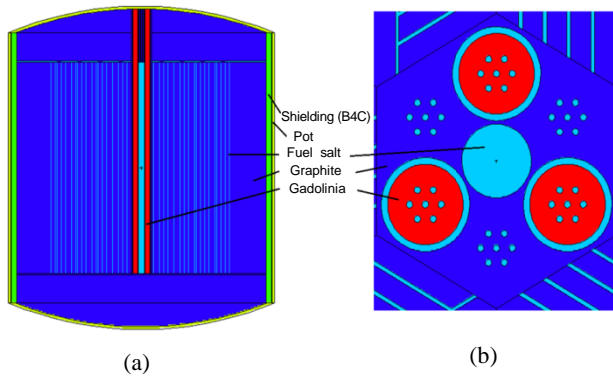 Shielding (B4C)
Pot
Fuel salt
Graphite
Gadolinia
(a)
(b)